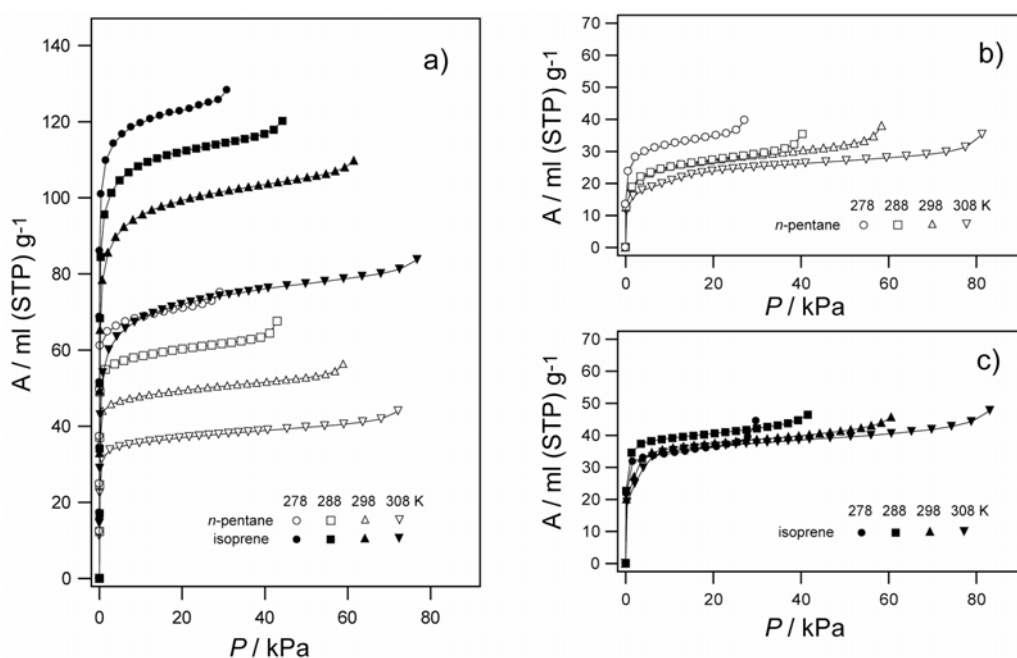 a)
A / ml (STP) g-1
140
120
100
80
60
40
20
0
278 288 298 308 K
n-pentane
isoprene
0 20 40 60 80
P / kPa
b)
A / ml (STP) g-1
70
60
50
40
30
20
10
0
278 288 298 308 K
n-pentane
0 20 40 60 80
P / kPa
c)
A / ml (STP) g-1
70
60
50
40
30
20
10
0
278 288 298 308 K
isoprene
0 20 40 60 80
P / kPa